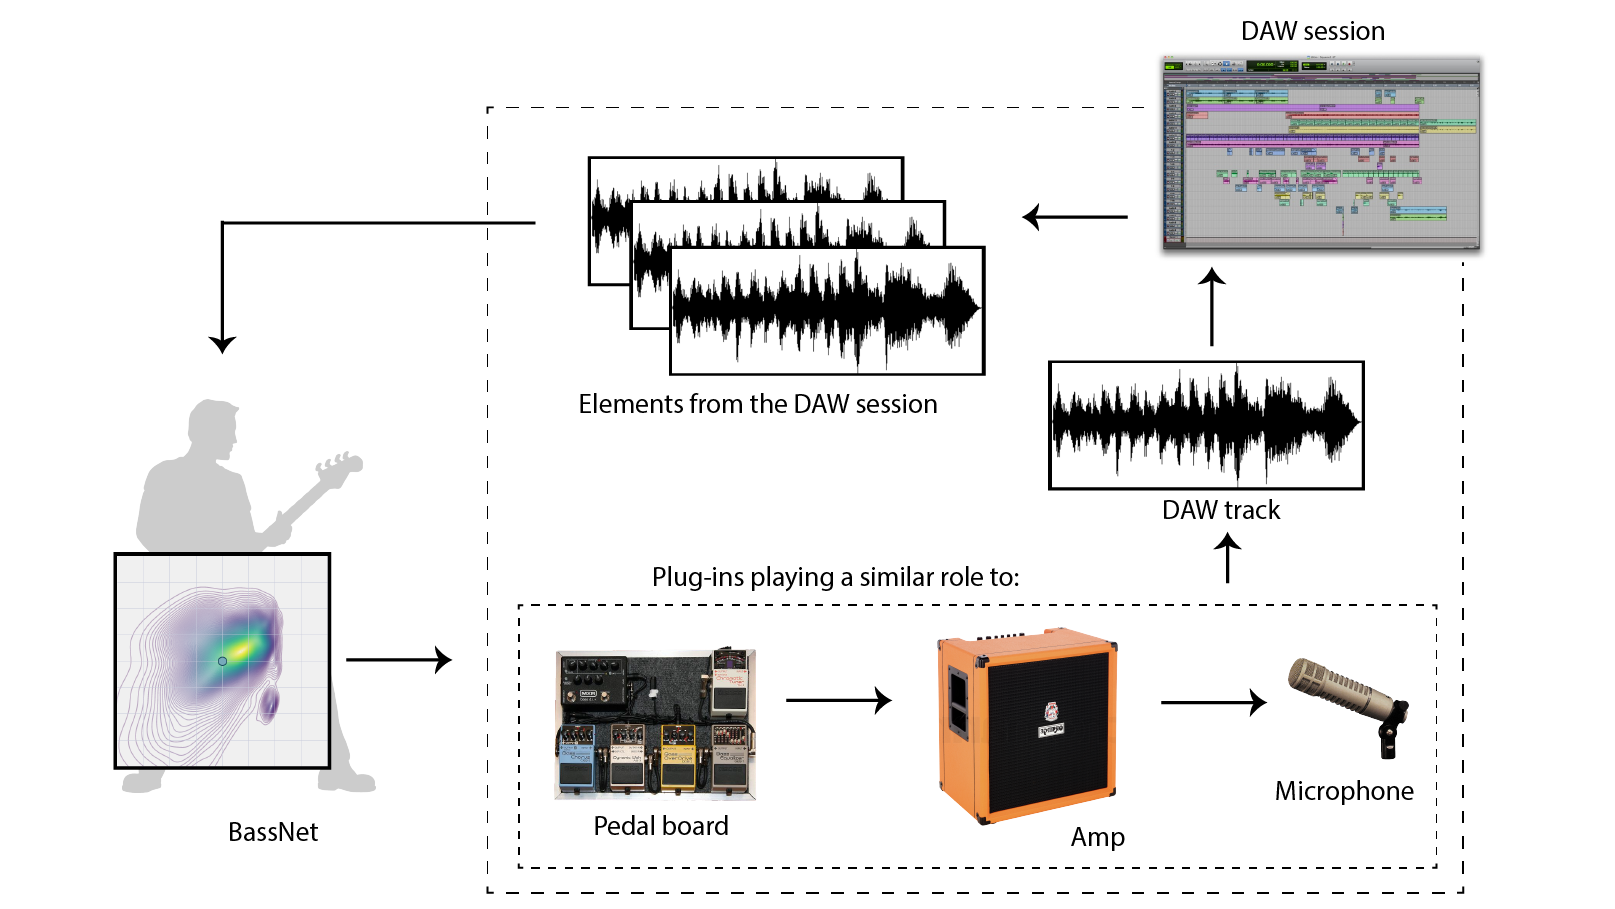 DAW session
Elements from the DAW session
DAW track
Plug-ins playing a similar role to:
Pedal board
Amp
Microphone
BassNet